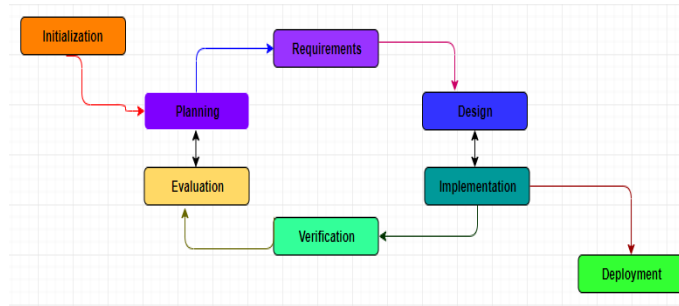 Initialization
Requirements
Planning
Design
Evaluation
Implementation
Verification
Deployment